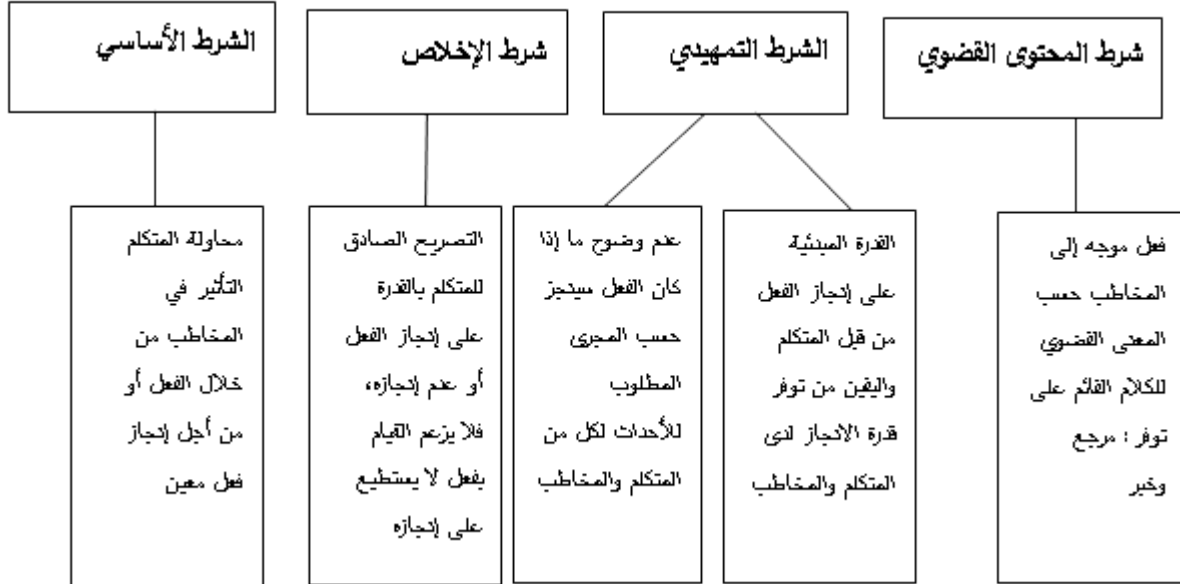 شرط المحتوى القضوي
الشرط التمهيدي
شرط الإخلاص
الشرط الأساسي
فعل موجه إلى
المخاطب حسب
المعنى القضوي
للكلام القائم على
توفر : مرجع
وخبر
القدرة المبدئية
على إنجاز الفعل
من قبل المتكلم
واليقين من توفر
قدرة الانجاز لدى
المتكلم والمخاطب
عدم وضوح ما إذا
كان الفعل سينجز
حسب المجرى
المطلوب
للأحداث لكل من
المتكلم والمخاطب
التصريح الصادق
للمتكلم بالقدرة
على إنجاز الفعل
أو عدم إنجازه،
فلا يزعم القيام
بفعل لا يستطيع
على إنجازه
محاولة المتكلم
التأثير في
المخاطب من
خلال الفعل أو
من أجل إنجاز
فعل معين